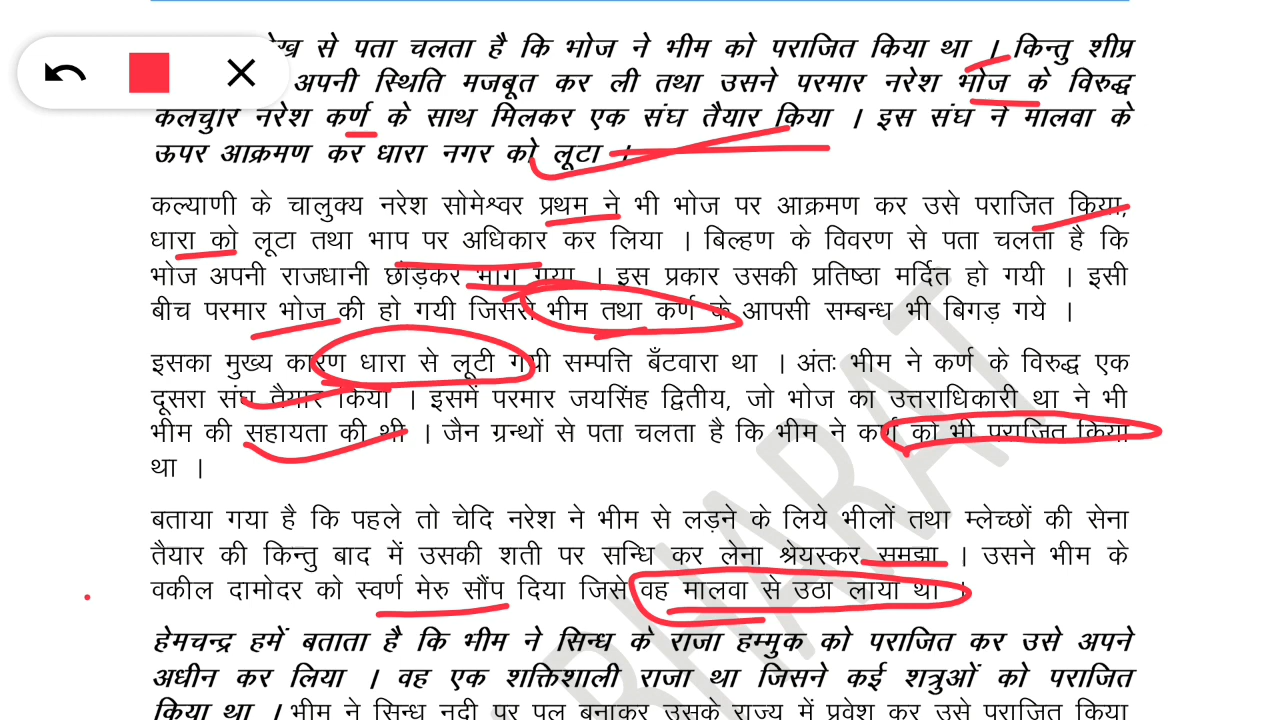 लेख से पता चलता है कि भोज ने भीम को पराजित किया था । किन्तु शीघ्र
अपनी स्थिति मजबूत कर ली तथा उसने परमार नरेश भोज के विरुद्ध
कलचुरि नरेश कर्ण के साथ मिलकर एक संघ तैयार किया । इस संघ ने मालवा के
ऊपर आक्रमण कर धारा नगर को लूटा ।
कल्याणी के चालुक्य नरेश सोमेश्वर प्रथम ने भी भोज पर आक्रमण कर उसे पराजित किया,
धारा को लूटा तथा भाप पर अधिकार कर लिया । बिल्हण के विवरण से पता चलता है कि
भोज अपनी राजधानी छोड़कर भाग गया । इस प्रकार उसकी प्रतिष्ठा मर्दित हो गयी । इसी
बीच परमार भोज की हो गयी जिससे भीम तथा कर्ण के आपसी सम्बन्ध भी बिगड़ गये ।
इसका मुख्य कारण धारा से लूटी गयी सम्पत्ति बँटवारा था । अंतः भीम ने कर्ण के विरुद्ध एक
दूसरा संघ तैयार किया । इसमें परमार जयसिंह द्वितीय, जो भोज का उत्तराधिकारी था ने भी
भीम की सहायता की थी । जैन ग्रन्थों से पता चलता है कि भीम ने कर्ण को भी पराजित किया
था ।
बताया गया है कि पहले तो चेदि नरेश ने भीम से लड़ने के लिये भीलों तथा म्लेच्छों की सेना
तैयार की किन्तु बाद में उसकी शती पर सन्धि कर लेना श्रेयस्कर समझा । उसने भीम के
वकील दामोदर को स्वर्ण मेरु सौंप दिया जिसे वह मालवा से उठा लाया था ।
हेमचन्द्र हमें बताता है कि भीम ने सिन्ध के राजा हम्मुक को पराजित कर उसे अपने
अधीन कर लिया । वह एक शक्तिशाली राजा था जिसने कई शत्रुओं को पराजित
किया था । भीम ने सिन्ध नदी पर पुल बनाकर उसके राज्य में प्रवेश कर उसे पराजित किया
BHARAT